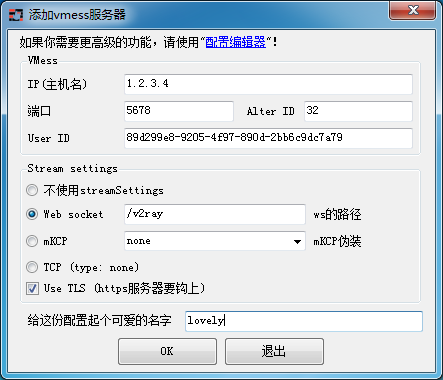 添加vmess服务器
如果你需要更高级的功能，请使用"配置编辑器"！
VMess
IP(主机名) 1.2.3.4
端口 5678 Alter ID 32
User ID 89d299e8-9205-4f97-890d-2bb6c9dc7a79
Stream settings
不使用streamSettings
Web socket /v2ray ws的路径
mKCP none mKCP伪装
TCP (type: none)
Use TLS (https服务器要钩上)
给这份配置起个可爱的名字 lovely
OK 退出